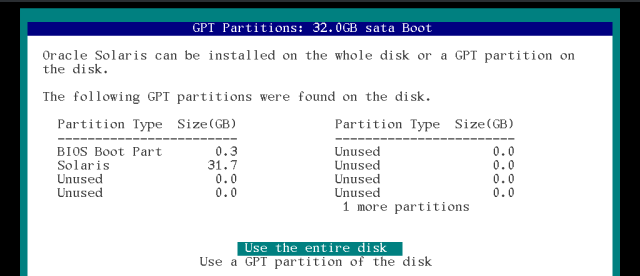 GPT Partitions: 32.0GB sata Boot
Oracle Solaris can be installed on the whole disk or a GPT partition on
the disk.
The following GPT partitions were found on the disk.
Partition Type Size(GB) Partition Type Size(GB)
------------------------- -------------------------
BIOS Boot Part 0.3 Unused 0.0
Solaris 31.7 Unused 0.0
Unused 0.0 Unused 0.0
Unused 0.0 Unused 0.0
1 more partitions
Use the entire disk
Use a GPT partition of the disk